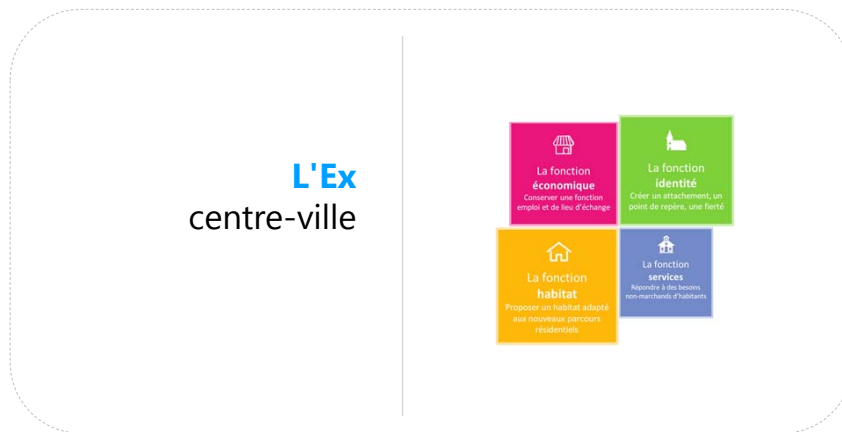 L'Ex
centre-ville
La fonction
économique
Conserver une fonction
emploi et de lieu d'échange
La fonction
identité
Créer un attachement, un
point de repère, une fierté
La fonction
habitat
Proposer un habitat adapté
aux nouveaux parcours
résidentiels
La fonction
services
Répondre à des besoins
non-marchands d'habitants